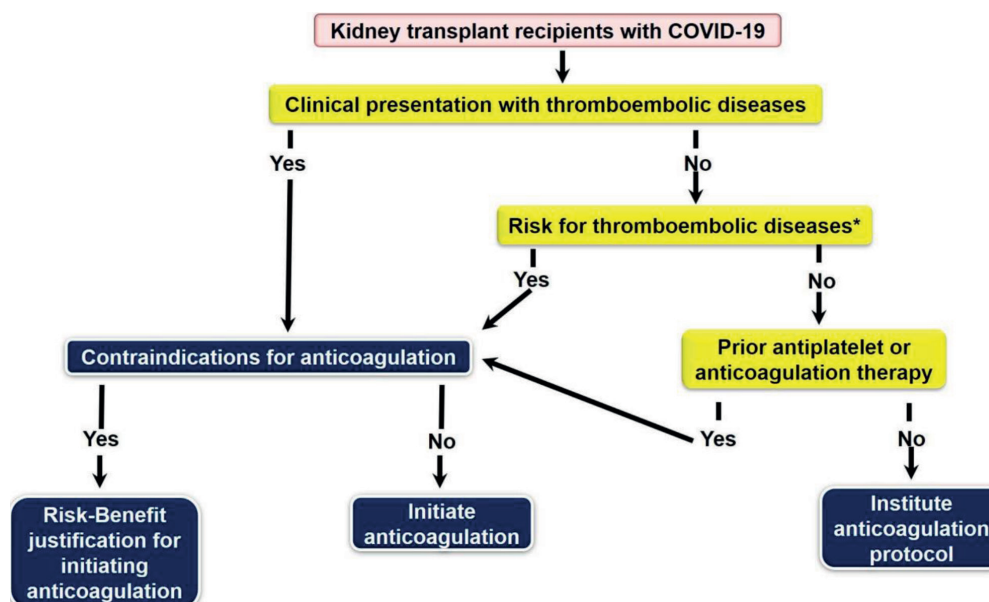 Kidney transplant recipients with COVID-19
Clinical presentation with thromboembolic diseases
Yes
No
Risk for thromboembolic diseases*
Yes
No
Contraindications for anticoagulation
Prior antiplatelet or
anticoagulation therapy
Yes
No
Yes
No
Risk-Benefit
justification for
initiating
anticoagulation
Initiate
anticoagulation
Institute
anticoagulation
protocol